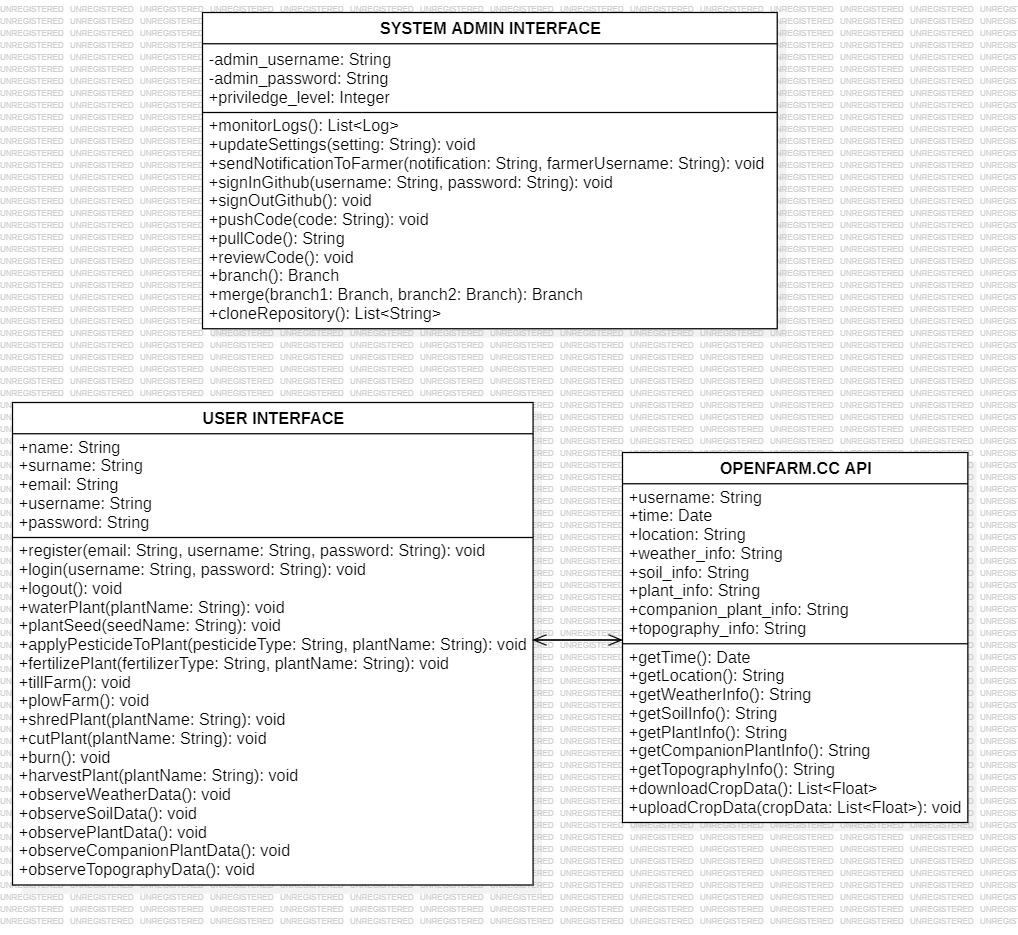 SYSTEM ADMIN INTERFACE
-admin_username: String
-admin_password: String
+priviledge_level: Integer
+monitorLogs(): List<Log>
+updateSettings(setting: String): void
+sendNotificationToFarmer(notification: String, farmerUsername: String): void
+signInGithub(username: String, password: String): void
+signOutGithub(): void
+pushCode(code: String): void
+pullCode(): String
+reviewCode(): void
+branch(): Branch
+merge(branch1: Branch, branch2: Branch): Branch
+cloneRepository(): List<String>
USER INTERFACE
+name: String
+surname: String
+email: String
+username: String
+password: String
+register(email: String, username: String, password: String): void
+login(username: String, password: String): void
+logout(): void
+waterPlant(plantName: String): void
+plantSeed(seedName: String): void
+applyPesticideToPlant(pesticideType: String, plantName: String): void
+fertilizePlant(fertilizerType: String, plantName: String): void
+tillFarm(): void
+plowFarm(): void
+shredPlant(plantName: String): void
+cutPlant(plantName: String): void
+burn(): void
+harvestPlant(plantName: String): void
+observeWeatherData(): void
+observeSoilData(): void
+observePlantData(): void
+observeCompanionPlantData(): void
+observeTopographyData(): void
OPENFARM.CC API
+username: String
+time: Date
+location: String
+weather_info: String
+soil_info: String
+plant_info: String
+companion_plant_info: String
+topography_info: String
+getTime(): Date
+getLocation(): String
+getWeatherInfo(): String
+getSoilInfo(): String
+getPlantInfo(): String
+getCompanionPlantInfo(): String
+getTopographyInfo(): String
+downloadCropData(): List<Float>
+uploadCropData(cropData: List<Float>): void
UNREGISTERED